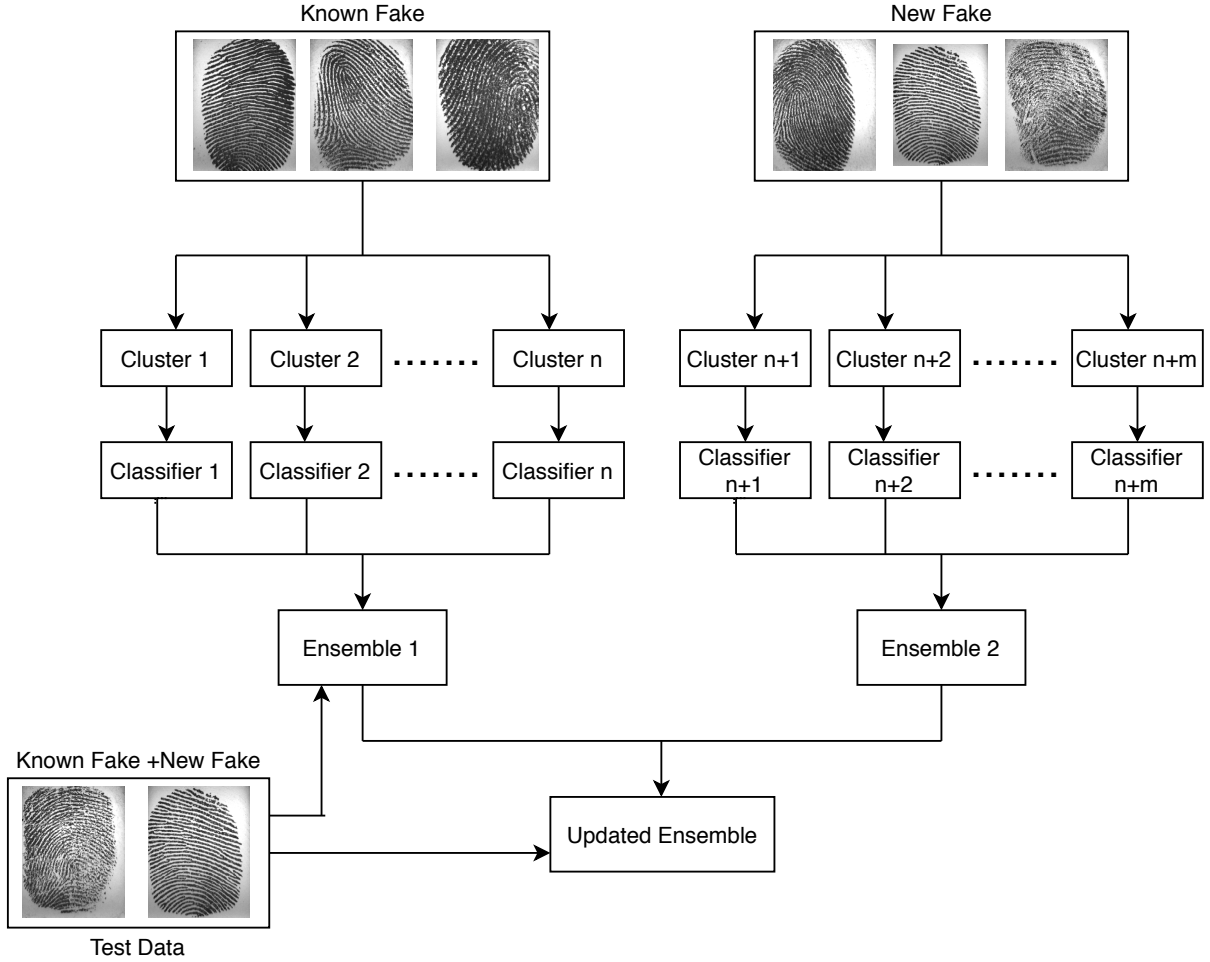 Known Fake
New Fake
Cluster 1
Cluster 2
.......
Cluster n
Cluster n+1
Cluster n+2
.......
Cluster n+m
Classifier 1
Classifier 2
.......
Classifier n
Classifier
n+1
Classifier
n+2
.......
Classifier
n+m
Ensemble 1
Ensemble 2
Known Fake +New Fake
Updated Ensemble
Test Data